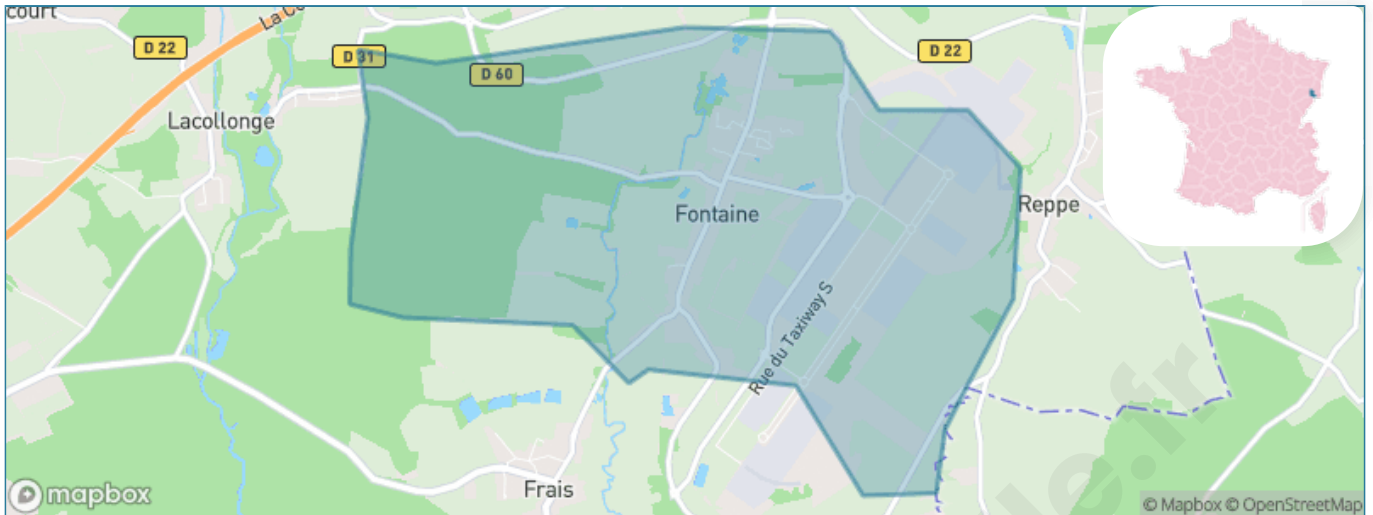 court
La Co
D 22
D 31
D 60
D 22
Lacollonge
Fontaine
Reppe
Rue du Taxiway S
Frais
mapbox
© Mapbox © OpenStreetMap